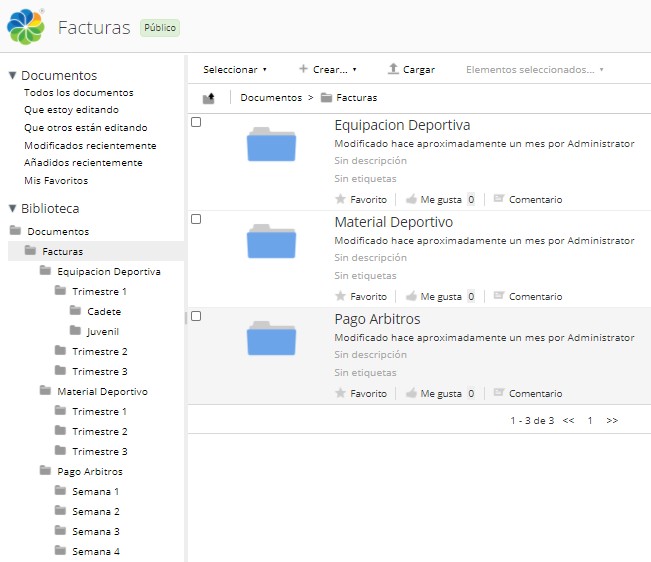 Facturas Público
Documentos
Todos los documentos
Que estoy editando
Que otros están editando
Modificados recientemente
Añadidos recientemente
Mis Favoritos
Biblioteca
Documentos
Facturas
Equipacion Deportiva
Trimestre 1
Cadete
Juvenil
Trimestre 2
Trimestre 3
Material Deportivo
Trimestre 1
Trimestre 2
Trimestre 3
Pago Arbitros
Semana 1
Semana 2
Semana 3
Semana 4
Seleccionar Crear... Cargar Elementos seleccionados...
Documentos > Facturas
Equipacion Deportiva
Modificado hace aproximadamente un mes por Administrator
Sin descripción
Sin etiquetas
Favorito Me gusta 0 Comentario
Material Deportivo
Modificado hace aproximadamente un mes por Administrator
Sin descripción
Sin etiquetas
Favorito Me gusta 0 Comentario
Pago Arbitros
Modificado hace aproximadamente un mes por Administrator
Sin descripción
Sin etiquetas
Favorito Me gusta 0 Comentario
1 - 3 de 3 << 1 >>